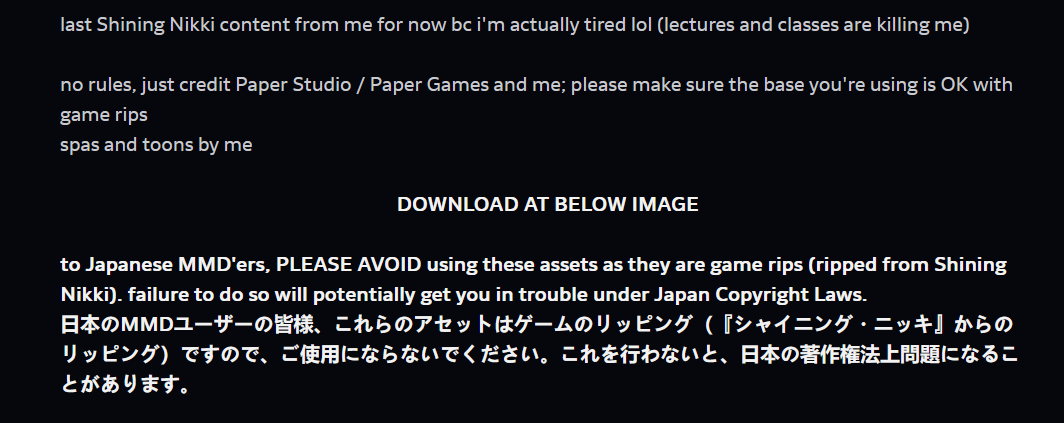 last Shining Nikki content from me for now bc i'm actually tired lol (lectures and classes are killing me)
no rules, just credit Paper Studio / Paper Games and me; please make sure the base you're using is OK with
game rips
spas and toons by me
DOWNLOAD AT BELOW IMAGE
to Japanese MMD'ers, PLEASE AVOID using these assets as they are game rips (ripped from Shining
Nikki). failure to do so will potentially get you in trouble under Japan Copyright Laws.
日本のMMDユーザーの皆様、これらのアセットはゲームのリッピング（『シャイニング・ニッキ』からの
リッピング）ですので、ご使用にならないでください。これを行わないと、日本の著作権法上問題になるこ
とがあります。